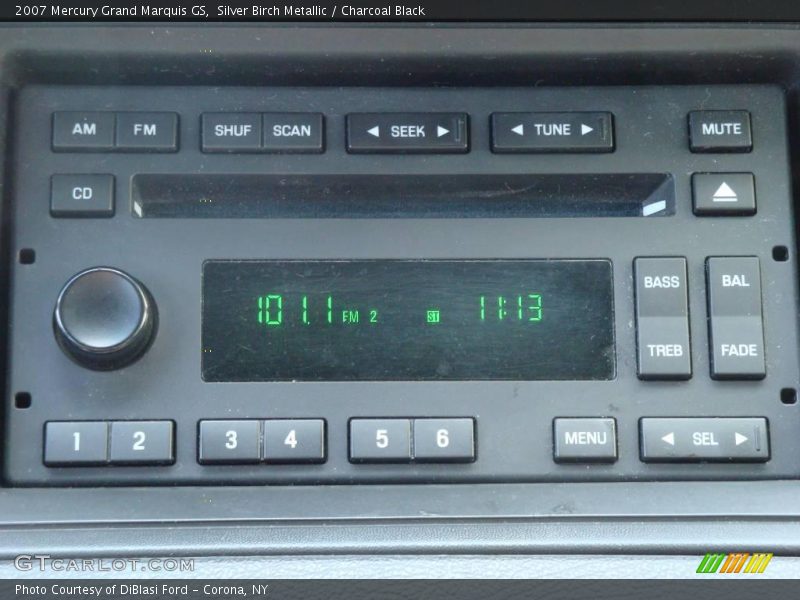 2007 Mercury Grand Marquis GS,  Silver Birch Metallic / Charcoal Black
AM FM SHUF SCAN ◄ SEEK ► ◄ TUNE ► MUTE
CD
BASS BAL
101.1 FM 2 ST 11:13
TREB FADE
1 2 3 4 5 6 MENU ◄ SEL ►
GTCARLOT.COM
Photo Courtesy of DiBlasi Ford - Corona, NY